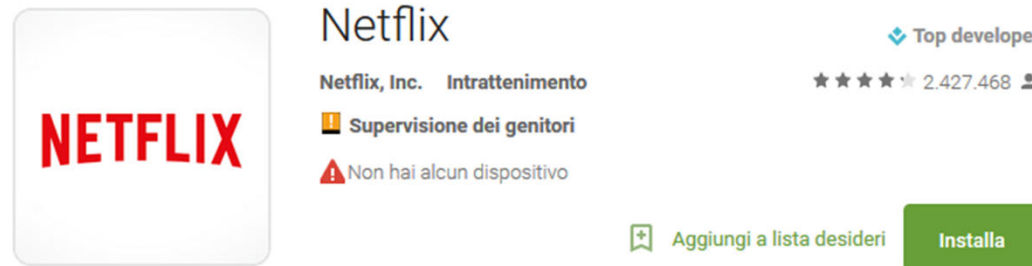 NETFLIX
Netflix
Top develope
Netflix, Inc. Intrattenimento
2.427.468
Supervisione dei genitori
Non hai alcun dispositivo
Aggiungi a lista desideri
Installa